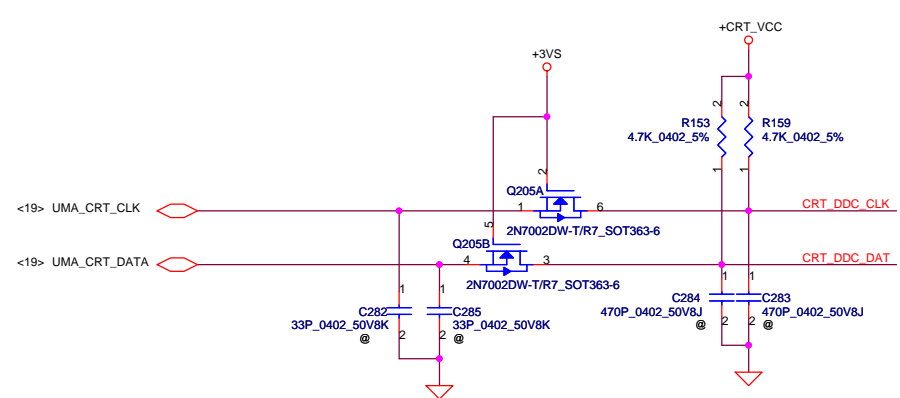 +CRT_VCC
+3VS
2
2
R153
4.7K_0402_5%
R159
4.7K_0402_5%
1
1
2
Q205A
<19> UMA_CRT_CLK
1
6
CRT_DDC_CLK
2N7002DW-T/R7_SOT363-6
5
Q205B
<19> UMA_CRT_DATA
4
3
CRT_DDC_DAT
2N7002DW-T/R7_SOT363-6
1
1
1
1
C282
33P_0402_50V8K
@
2
C285
33P_0402_50V8K
@
2
C284
470P_0402_50V8J
@
2
C283
470P_0402_50V8J
@
2